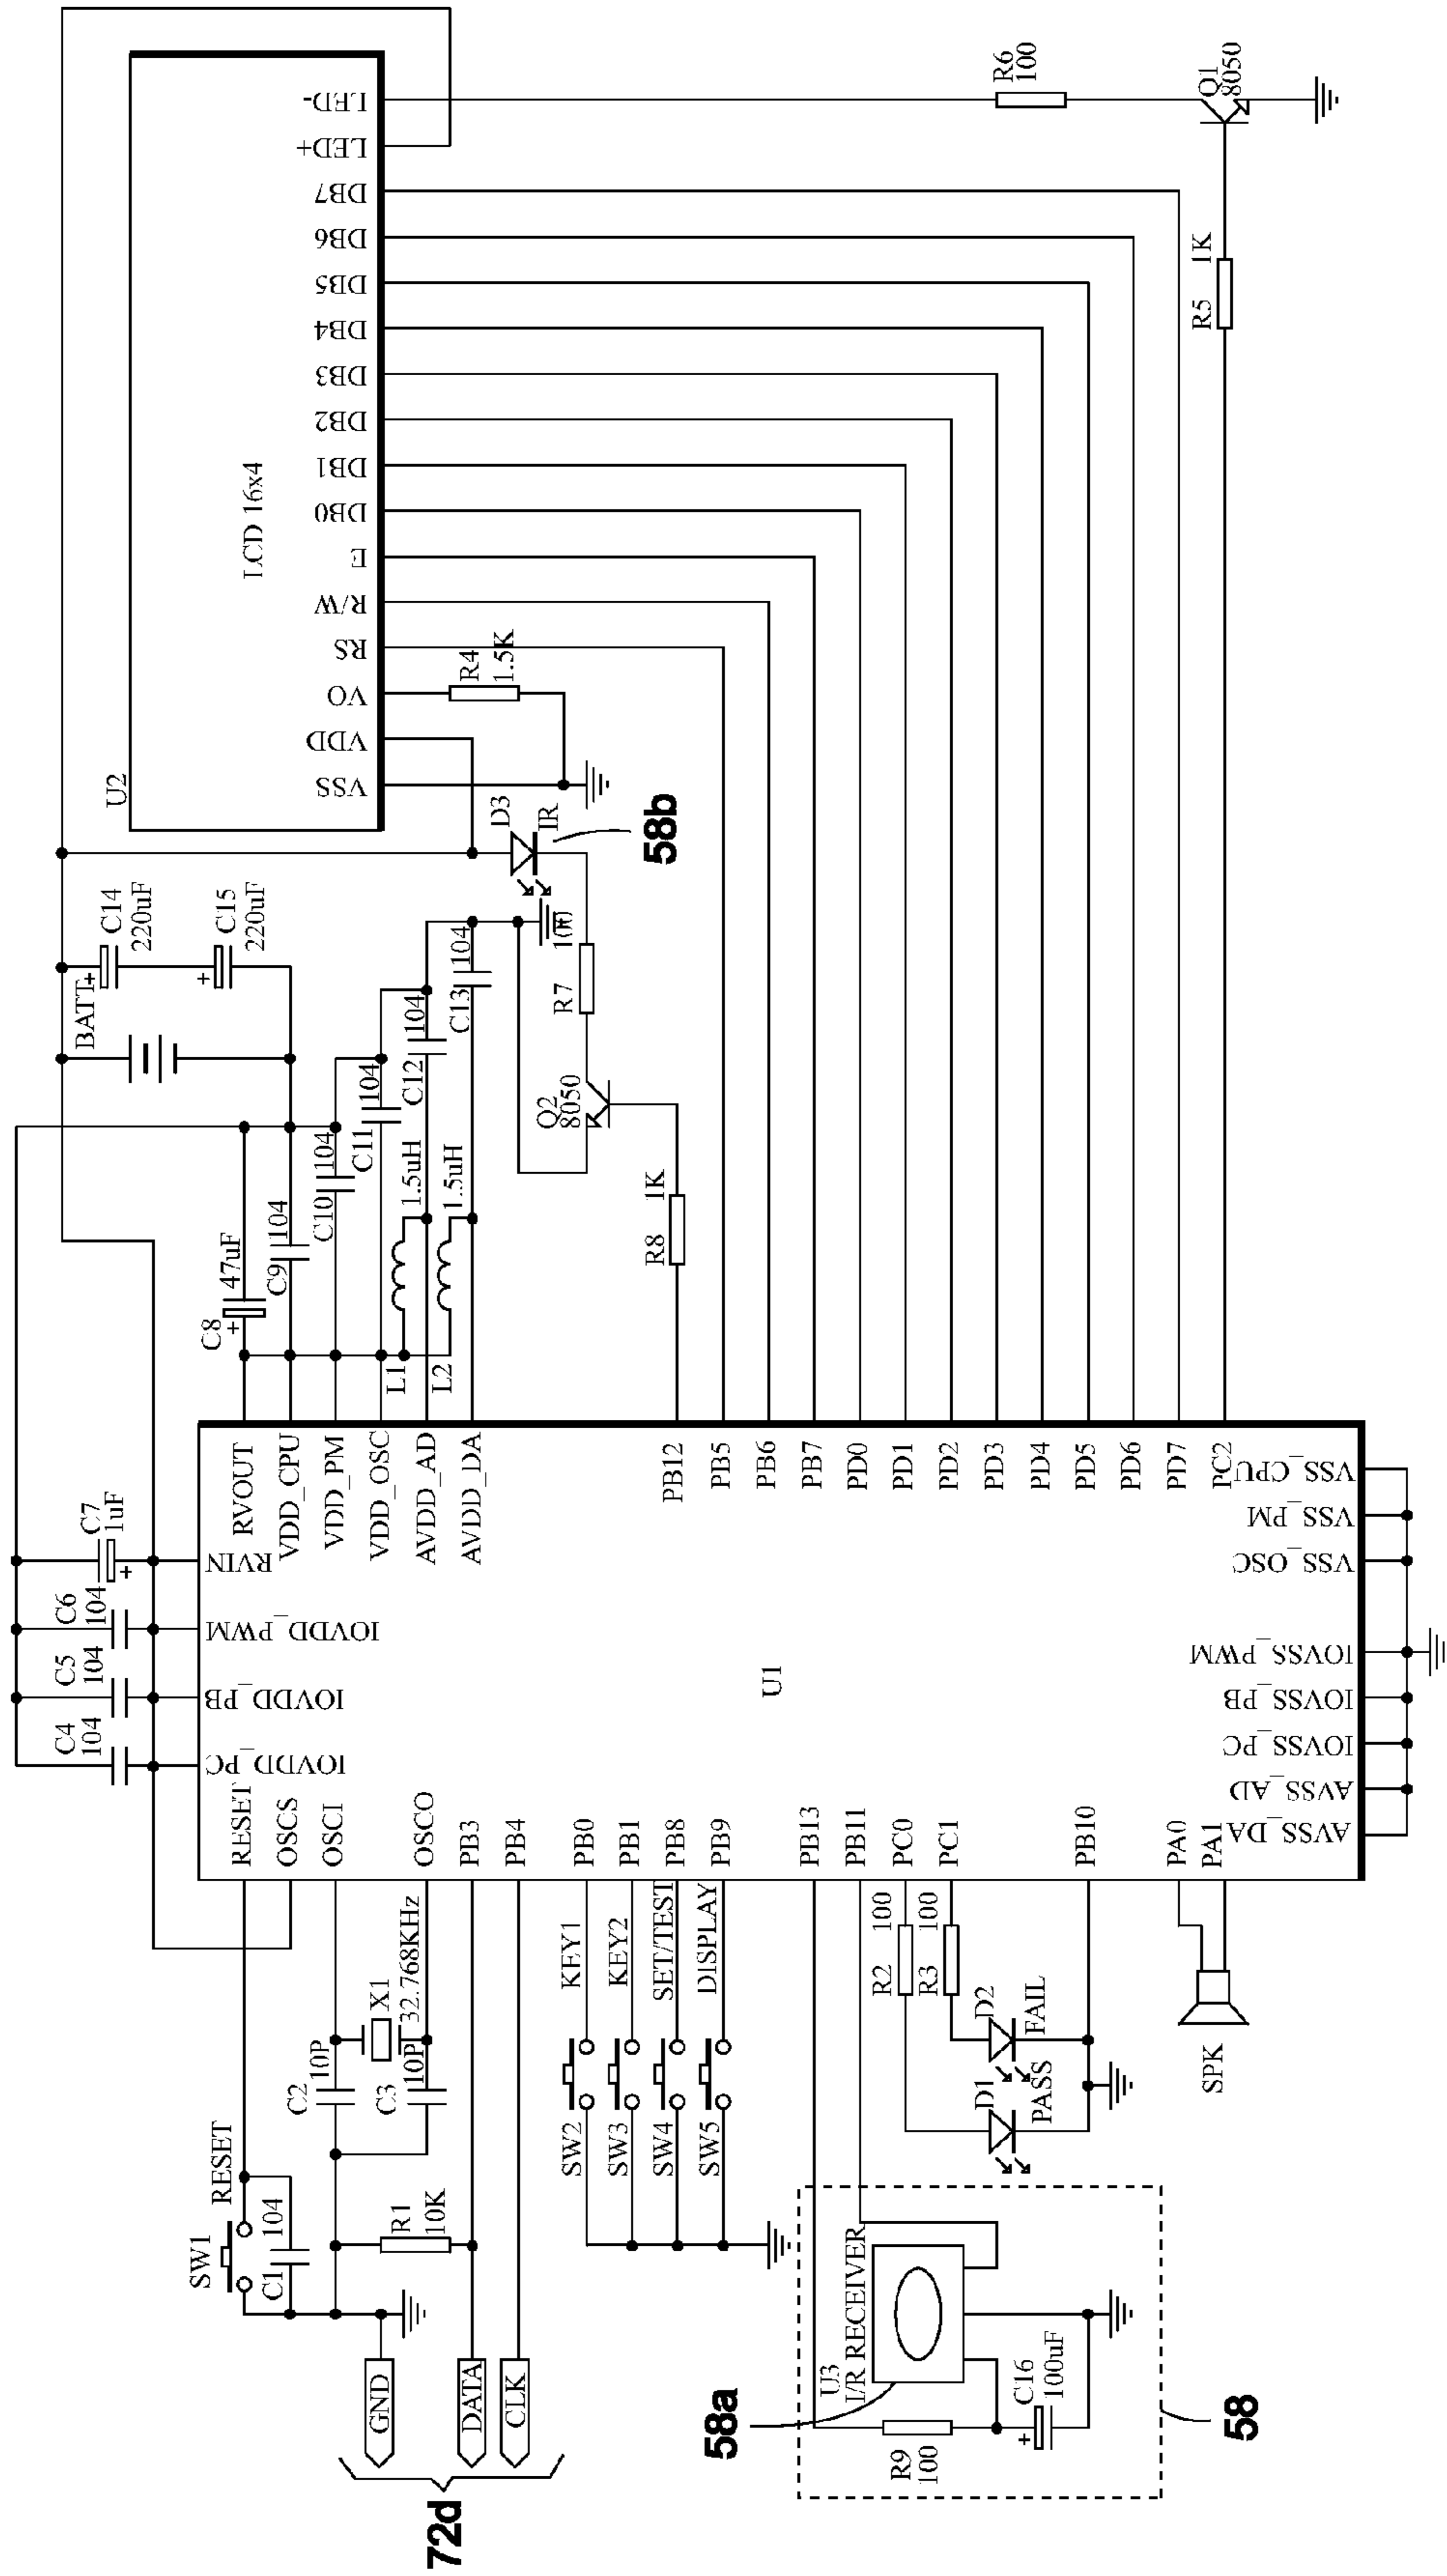 U2
LCD 16x4
VSS
VDD
VO
RS
R/W
E
DB0
DB1
DB2
DB3
DB4
DB5
DB6
DB7
LED+
LED-
R4
1.5K
R6
100
Q1
8050
R5
1K
D3
IR
58b
BATT
+
C14
220uF
+
C15
220uF
C8
+
47uF
C9
104
C10
104
C11
104
C12
104
C13
104
L1
1.5uH
L2
1.5uH
R7
100
Q2
8050
R8
1K
C4
104
C5
104
C6
104
C7
1uF
+
U1
IOVDD_PC
IOVDD_PB
IOVDD_PWM
RVIN
RVOUT
VDD_CPU
VDD_PM
VDD_OSC
AVDD_AD
AVDD_DA
PB12
PB5
PB6
PB7
PD0
PD1
PD2
PD3
PD4
PD5
PD6
PD7
PC2
RESET
OSCS
OSCI
OSCO
PB3
PB4
PB0
PB1
PB8
PB9
PB13
PB11
PC0
PC1
PB10
PA0
PA1
AVSS_DA
AVSS_AD
IOVSS_PC
IOVSS_PB
IOVSS_PWM
VSS_OSC
VSS_PM
VSS_CPU
SW1
RESET
C1
104
C2
10P
C3
10P
X1
32.768KHz
R1
10K
GND
DATA
CLK
72d
SW2
KEY1
SW3
KEY2
SW4
SET/TEST
SW5
DISPLAY
R2
100
R3
100
D1
PASS
D2
FAIL
SPK
U3
I/R RECEIVER
58a
R9
100
C16
100uF
+
58